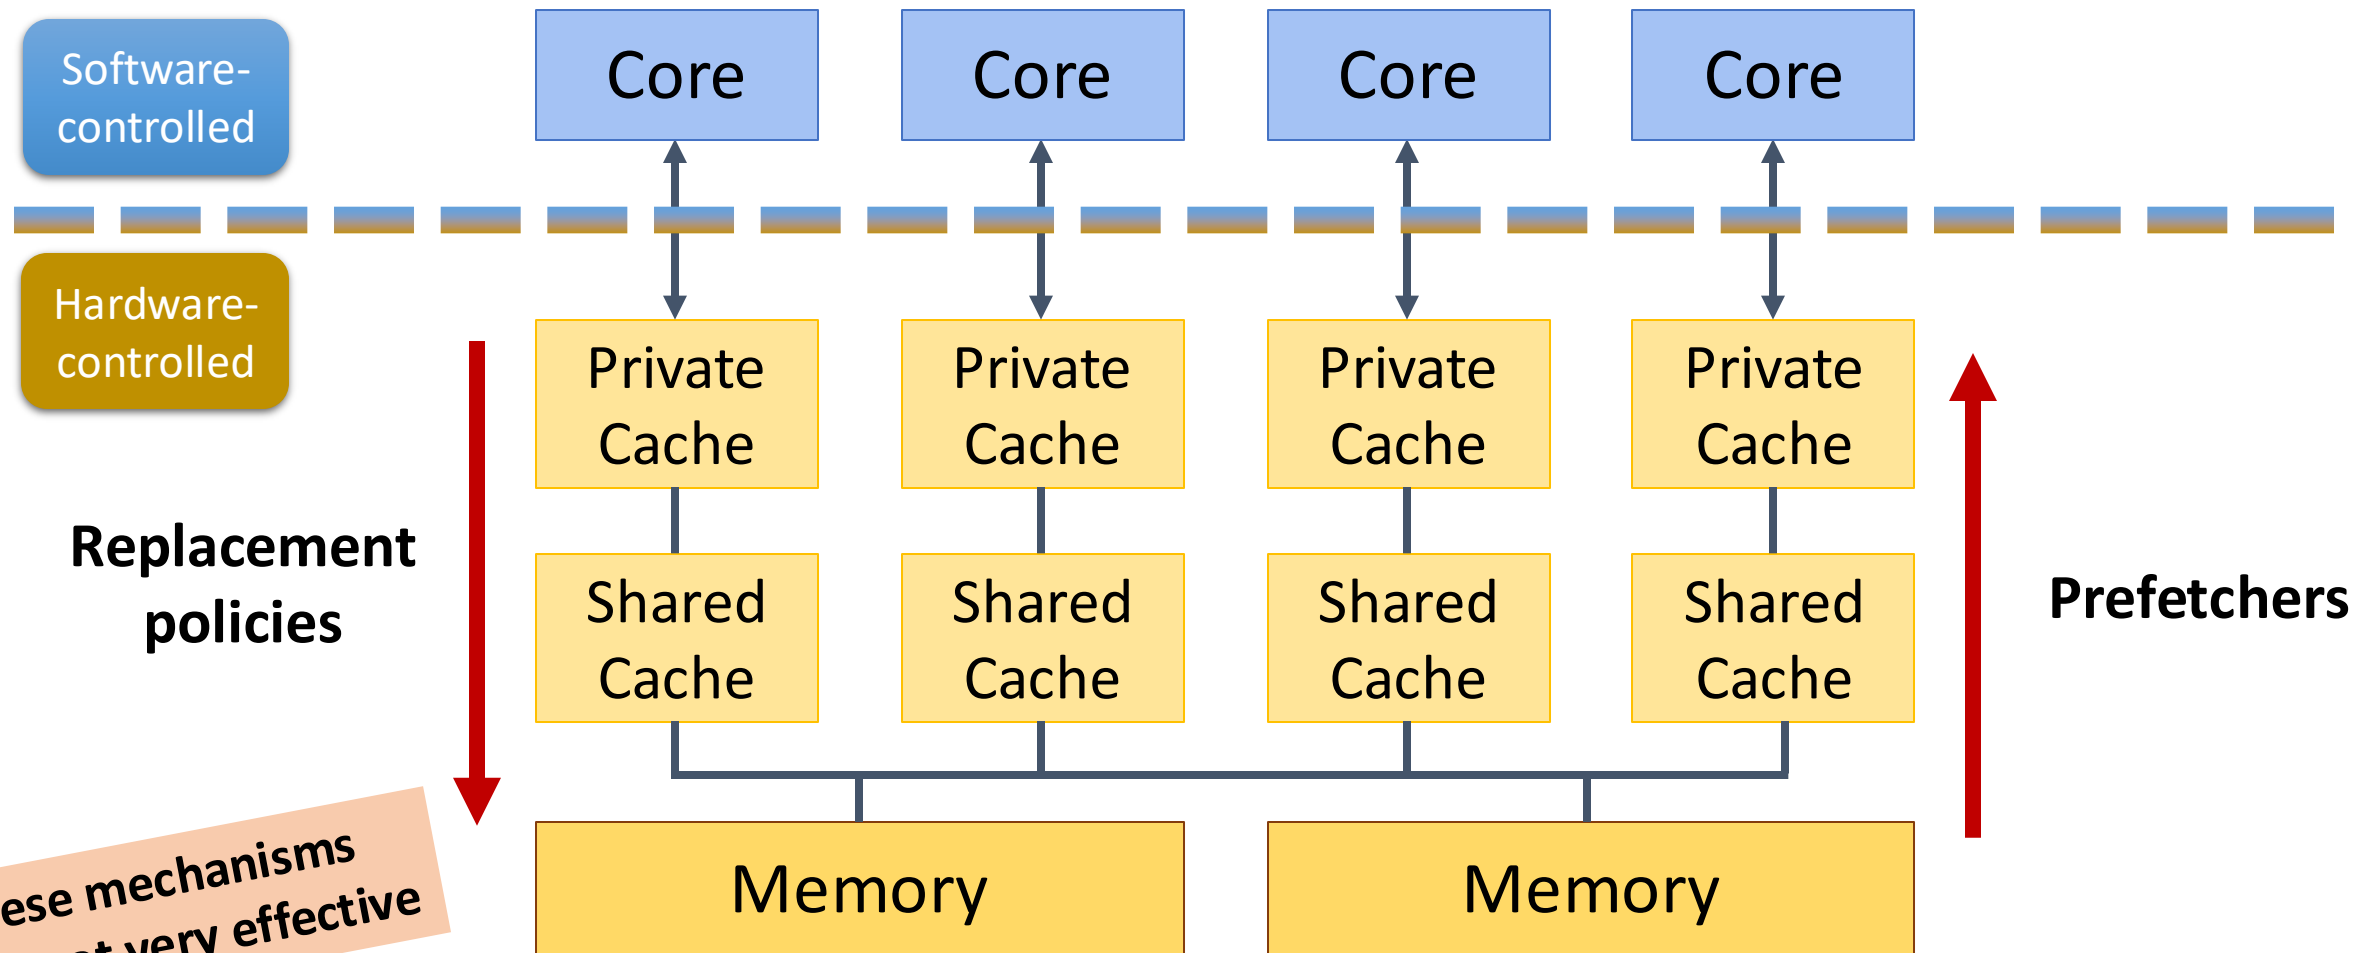 Software-
controlled
Core
Core
Core
Core
Hardware-
controlled
Private
Cache
Private
Cache
Private
Cache
Private
Cache
Replacement
policies
Shared
Cache
Shared
Cache
Shared
Cache
Shared
Cache
Prefetchers
mechanisms
very effective
Memory
Memory